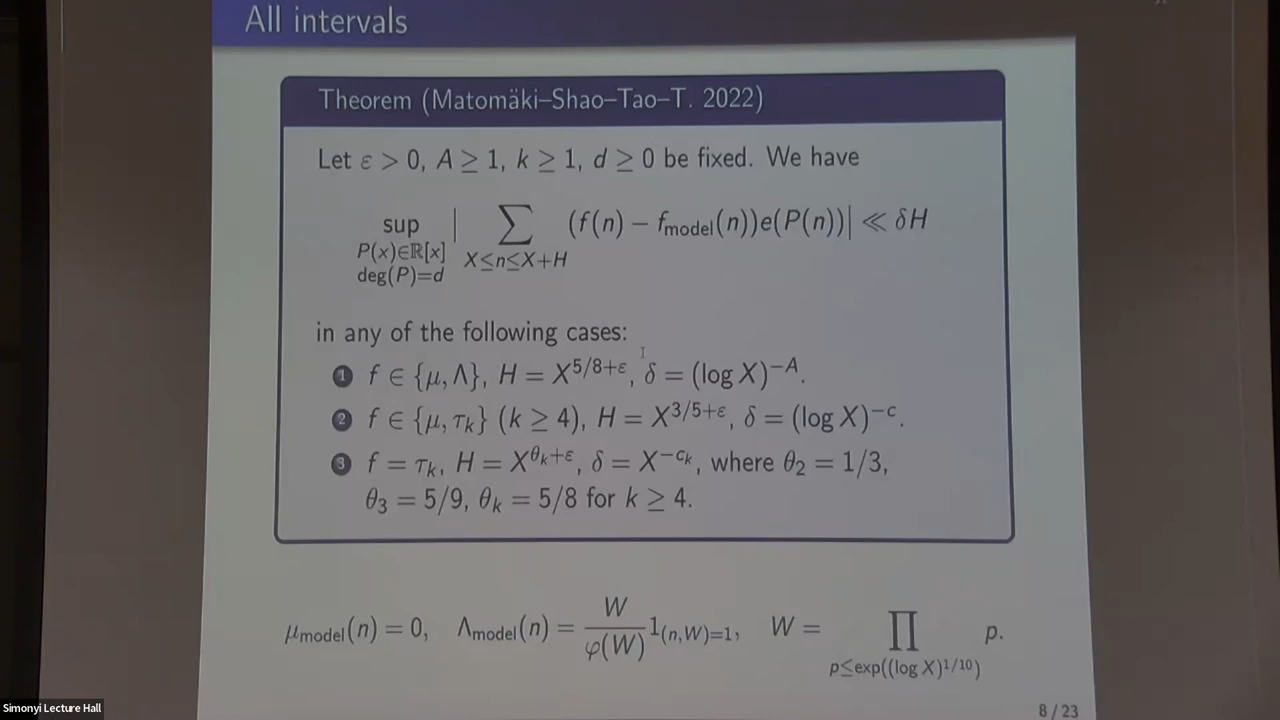 All intervals
Theorem (Matomäki–Shao–Tao–T. 2022)
Let ε > 0, A ≥ 1, k ≥ 1, d ≥ 0 be fixed. We have
sup_{P(x)∈ℝ[x], deg(P)=d} | ∑_{X≤n≤X+H} (f(n) − f_model(n))e(P(n))| ≪ δH
in any of the following cases:
1 f ∈ {μ, Λ}, H = X^{5/8+ε}, δ = (log X)^{−A}.
2 f ∈ {μ, τ_k} (k ≥ 4), H = X^{3/5+ε}, δ = (log X)^{−c}.
3 f = τ_k, H = X^{θ_k+ε}, δ = X^{−c_k}, where θ_2 = 1/3,
θ_3 = 5/9, θ_k = 5/8 for k ≥ 4.
μ_model(n) = 0, Λ_model(n) = W/φ(W) 1_{(n,W)=1}, W = ∏_{p≤exp((log X)^{1/10})} p.
Simonyi Lecture Hall
8 / 23